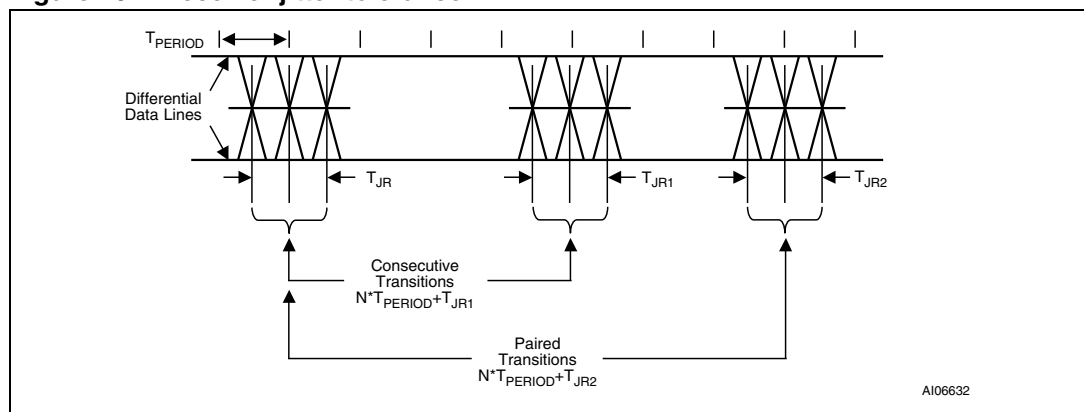 T_PERIOD
Differential
Data Lines
T_JR
T_JR1
T_JR2
Consecutive
Transitions
N*T_PERIOD+T_JR1
Paired
Transitions
N*T_PERIOD+T_JR2
AI06632